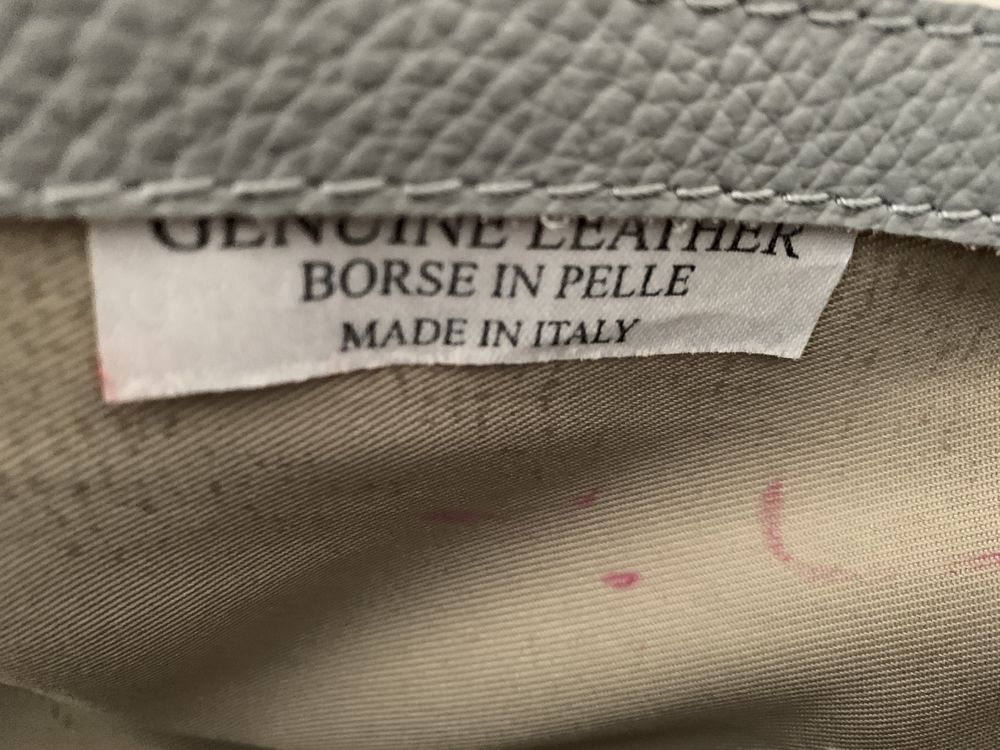 GENUINE LEATHER
BORSE IN PELLE
MADE IN ITALY